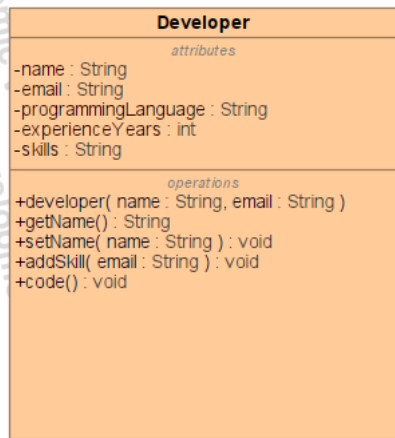 Developer
attributes
-name : String
-email : String
-programmingLanguage : String
-experienceYears : int
-skills : String
operations
+developer( name : String, email : String )
+getName() : String
+setName( name : String ) : void
+addSkill( email : String ) : void
+code() : void